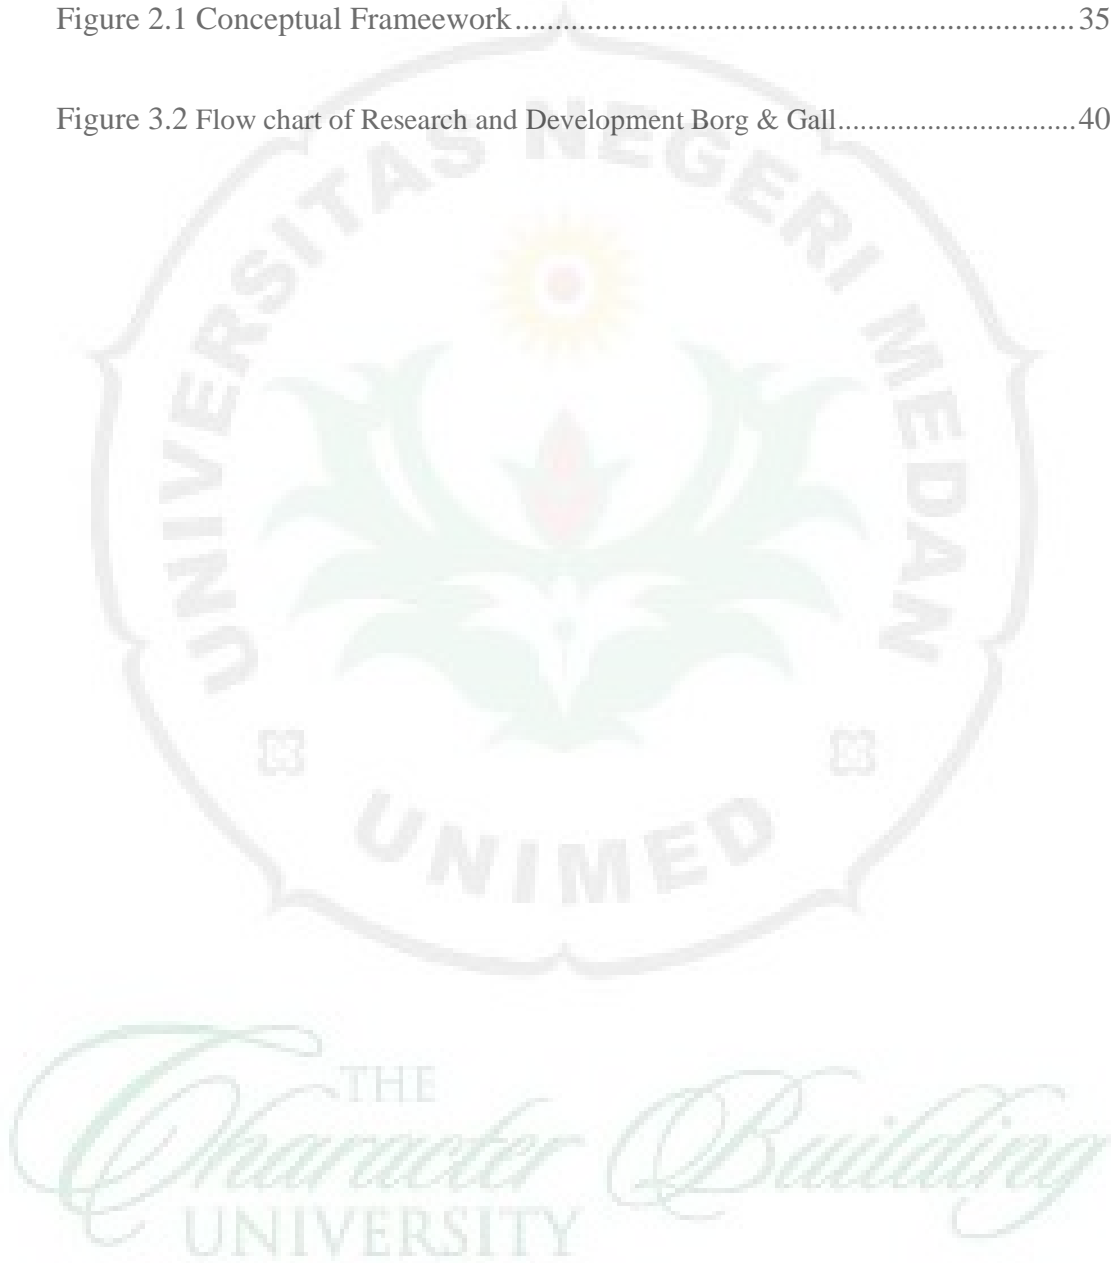 Figure 2.1 Conceptual Frameework........................................................................35
Figure 3.2 Flow chart of Research and Development Borg & Gall................................40
UNIVERSITAS NEGERI MEDAN
UNIMED
THE
Character Building
UNIVERSITY